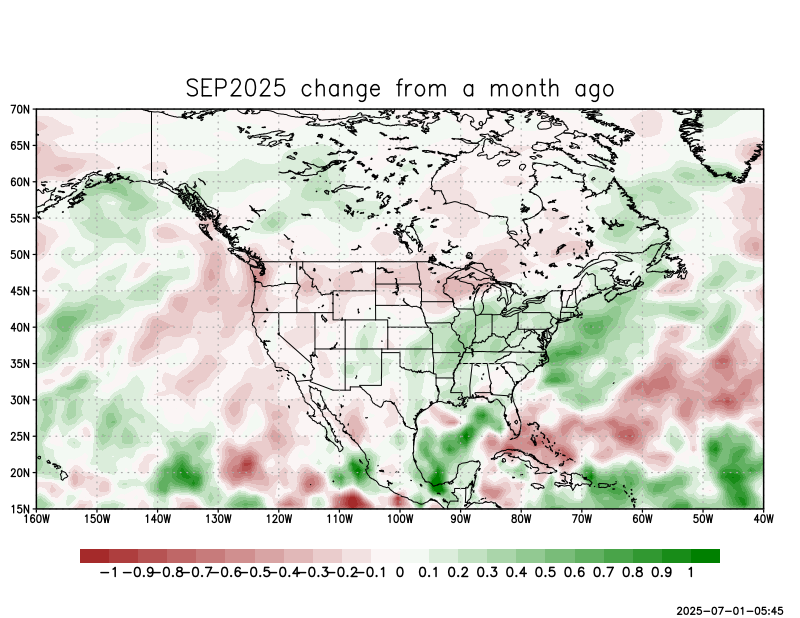 SEP2025 change from a month ago
70N
65N
60N
55N
50N
45N
40N
35N
30N
25N
20N
15N
160W 150W 140W 130W 120W 110W 100W 90W 80W 70W 60W 50W 40W
-1 -0.9 -0.8 -0.7 -0.6 -0.5 -0.4 -0.3 -0.2 -0.1 0 0.1 0.2 0.3 0.4 0.5 0.6 0.7 0.8 0.9 1
2025-07-01-05:45